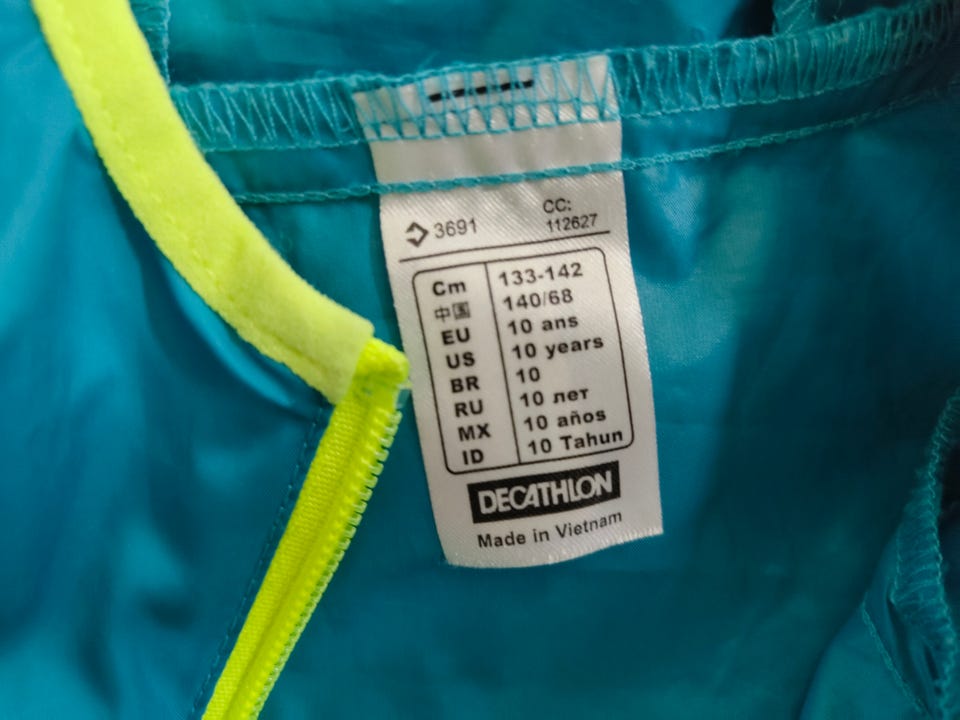 3691
CC:
112627
Cm 133-142
中国 140/68
EU 10 ans
US 10 years
BR 10
RU 10 лет
MX 10 años
ID 10 Tahun
DECATHLON
Made in Vietnam